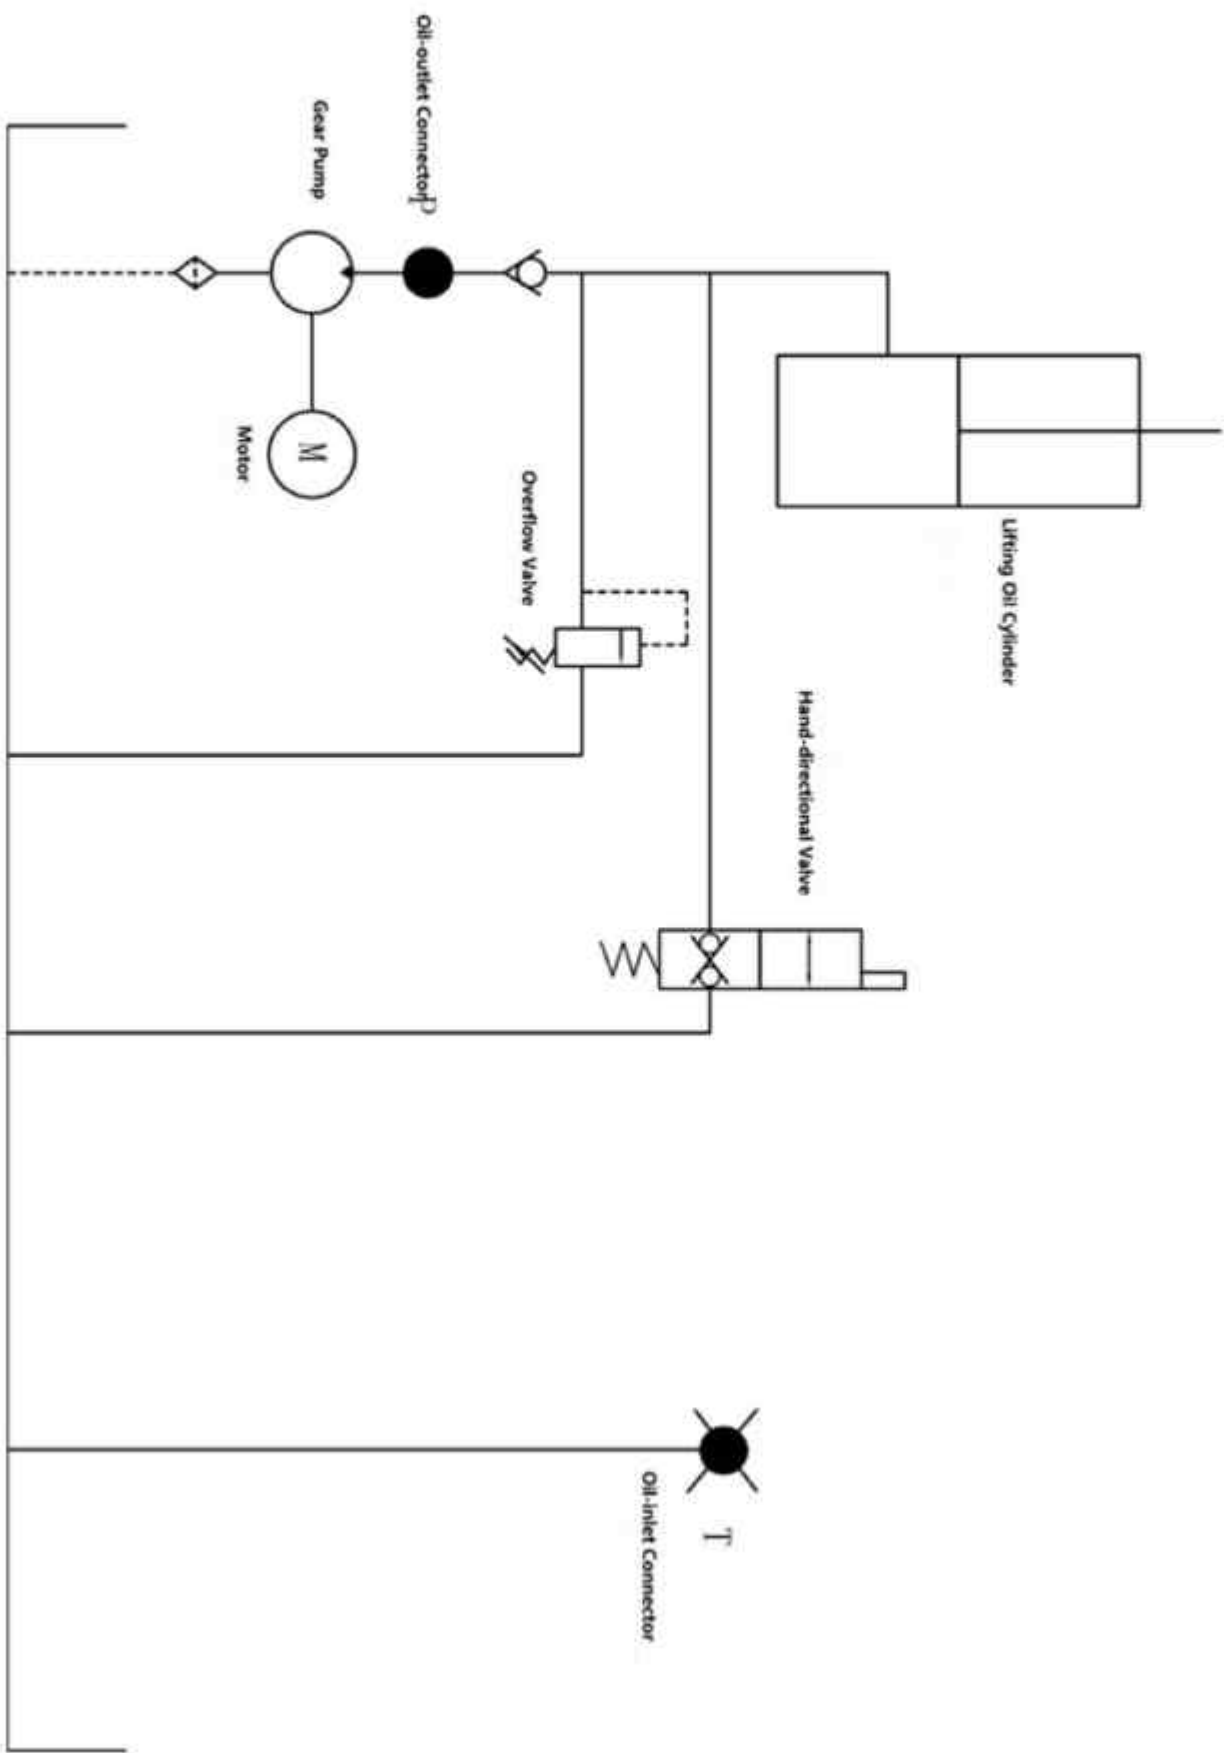 Lifting Oil Cylinder
Hand-directional Valve
T
Oil-inlet Connector
Overflow Valve
Oil-outlet Connector
P
Gear Pump
M
Motor